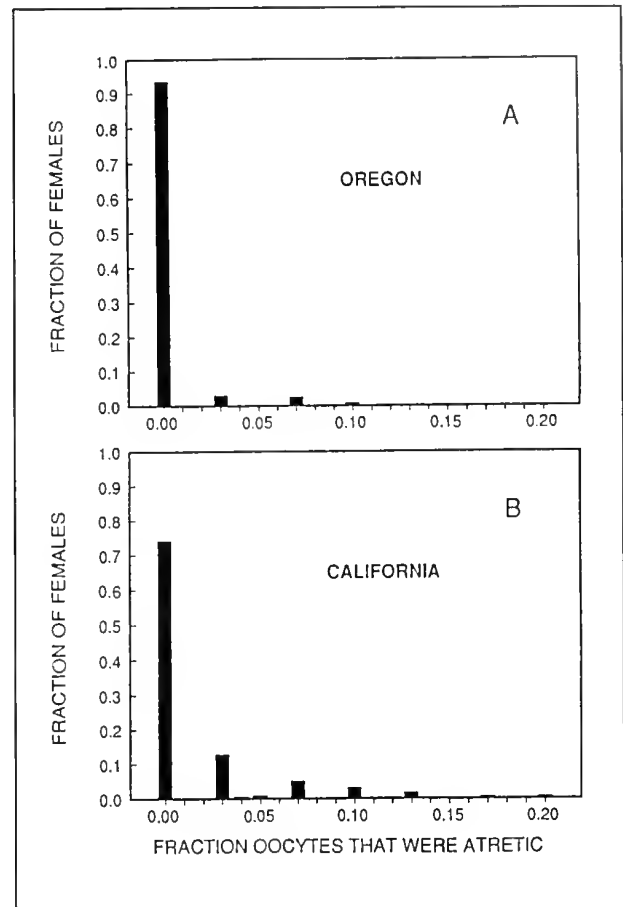 FRACTION OF FEMALES
1.0
0.9
0.8
0.7
0.6
0.5
0.4
0.3
0.2
0.1
0.0
A
OREGON
0.00 0.05 0.10 0.15 0.20
FRACTION OF FEMALES
1.0
0.9
0.8
0.7
0.6
0.5
0.4
0.3
0.2
0.1
0.0
B
CALIFORNIA
0.00 0.05 0.10 0.15 0.20
FRACTION OOCYTES THAT WERE ATRETIC